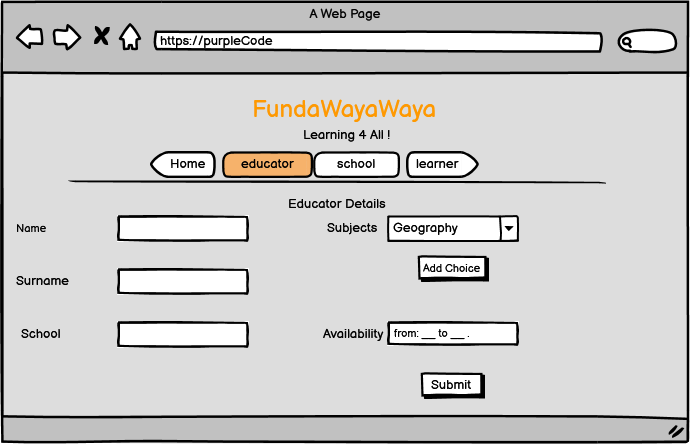 A Web Page
https://purpleCode
FundaWayaWaya
Learning 4 All !
Home educator school learner
Educator Details
Name Subjects Geography
Add Choice
Surname
School Availability from: __ to __ .
Submit